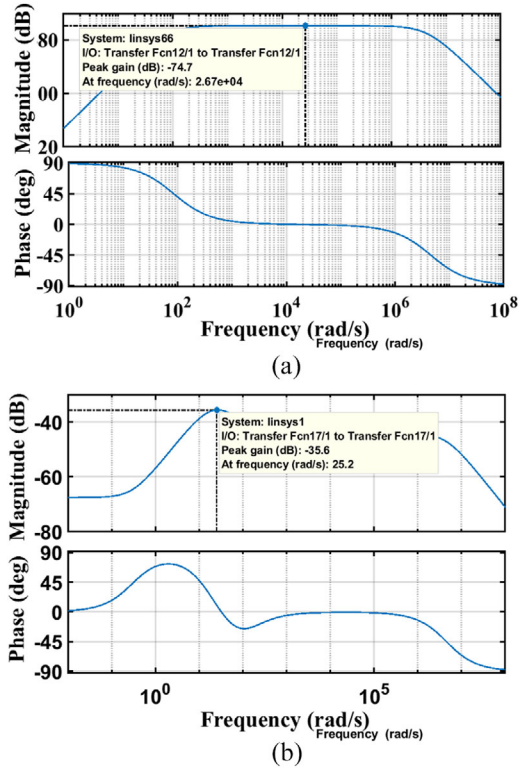 Magnitude (dB)
80
00
20
System: linsys66
I/O: Transfer Fcn12/1 to Transfer Fcn12/1
Peak gain (dB): -74.7
At frequency (rad/s): 2.67e+04
Phase (deg)
90
45
0
-45
-90
10^0 10^2 10^4 10^6 10^8
Frequency (rad/s)
Frequency (rad/s)
(a)
Magnitude (dB)
-40
-60
-80
System: linsys1
I/O: Transfer Fcn17/1 to Transfer Fcn17/1
Peak gain (dB): -35.6
At frequency (rad/s): 25.2
Phase (deg)
90
45
0
-45
-90
10^0 10^5
Frequency (rad/s)
Frequency (rad/s)
(b)